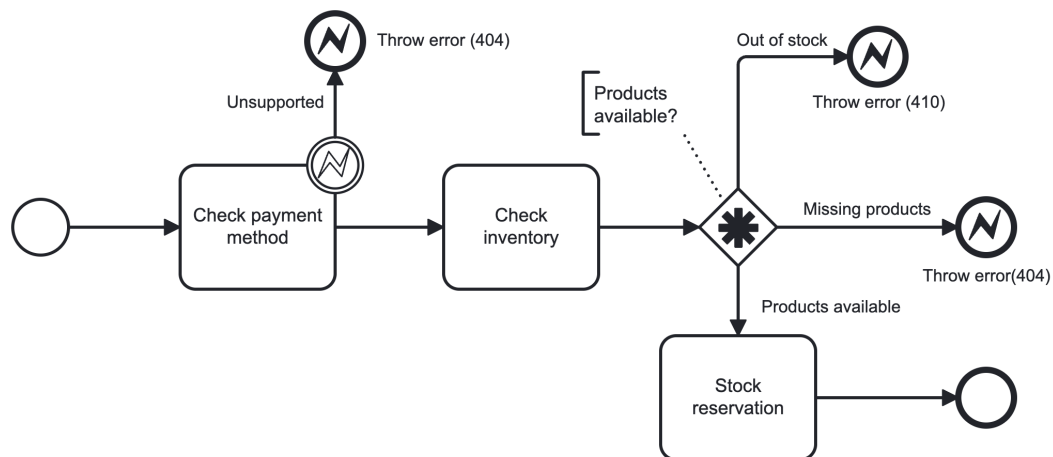 Throw error (404)
Out of stock
Unsupported
Products
available?
Throw error (410)
Check payment
method
Check
inventory
Missing products
Throw error(404)
Products available
Stock
reservation